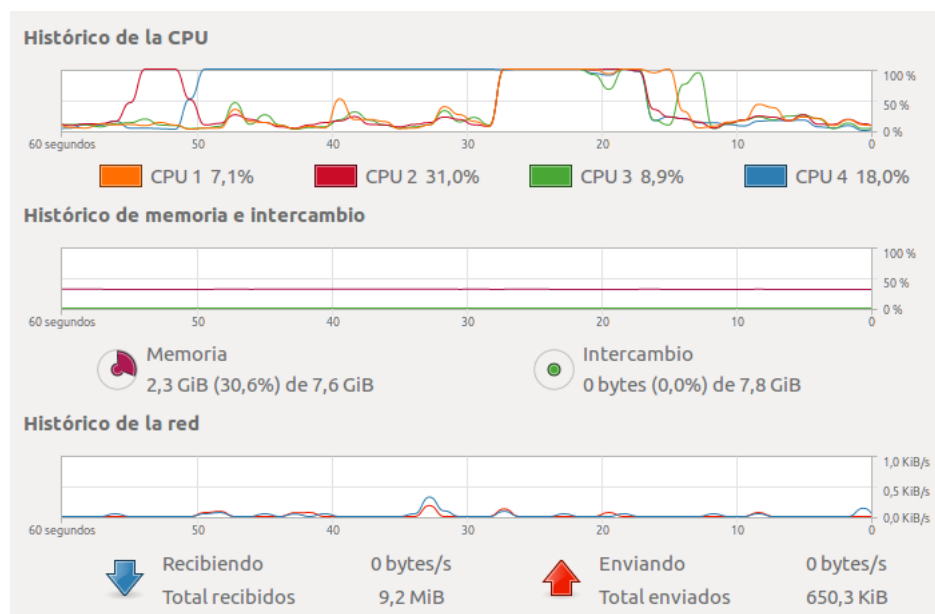 Histórico de la CPU
100 %
50 %
0 %
60 segundos 50 40 30 20 10 0
CPU 1 7,1% CPU 2 31,0% CPU 3 8,9% CPU 4 18,0%
Histórico de memoria e intercambio
100 %
50 %
0 %
60 segundos 50 40 30 20 10 0
Memoria Intercambio
2,3 GiB (30,6%) de 7,6 GiB 0 bytes (0,0%) de 7,8 GiB
Histórico de la red
1,0 KiB/s
0,5 KiB/s
0,0 KiB/s
60 segundos 50 40 30 20 10 0
Recibiendo 0 bytes/s Enviando 0 bytes/s
Total recibidos 9,2 MiB Total enviados 650,3 KiB